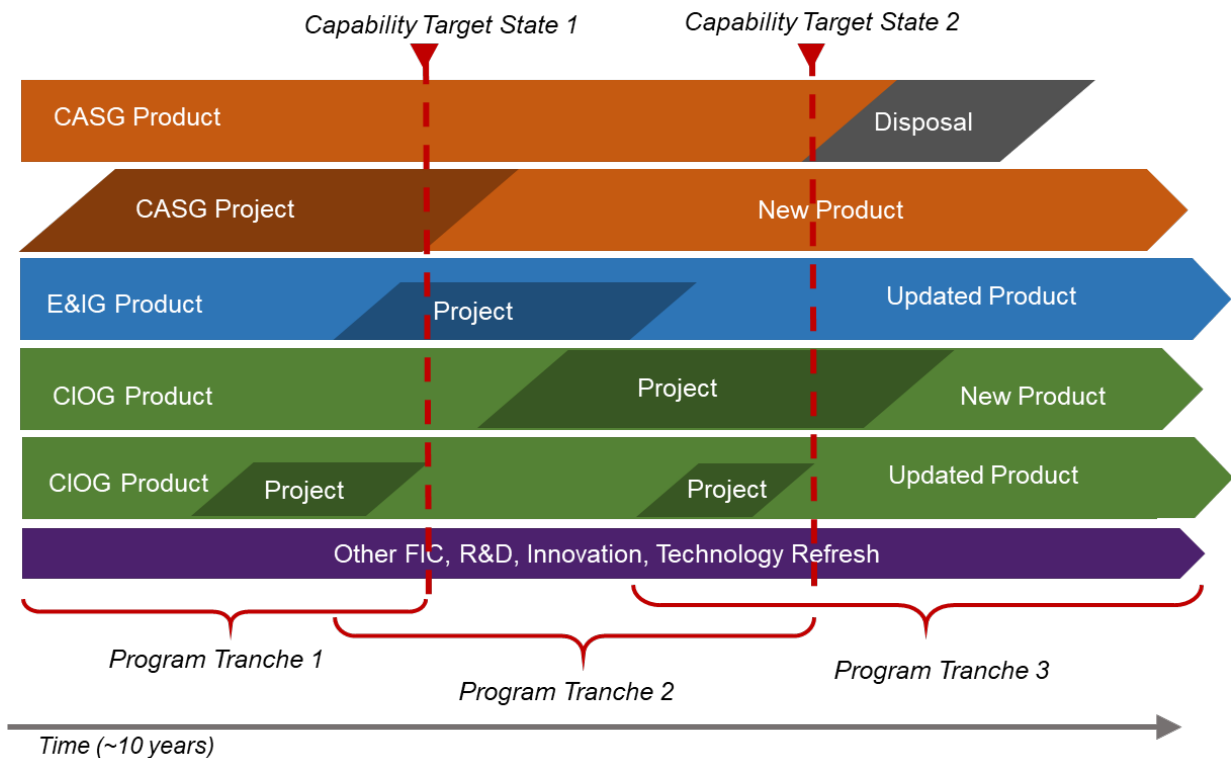 Capability Target State 1
Capability Target State 2
CASG Product
Disposal
CASG Project
New Product
E&IG Product
Project
Updated Product
CIOG Product
Project
New Product
CIOG Product
Project
Project
Updated Product
Other FIC, R&D, Innovation, Technology Refresh
Program Tranche 1
Program Tranche 2
Program Tranche 3
Time (~10 years)